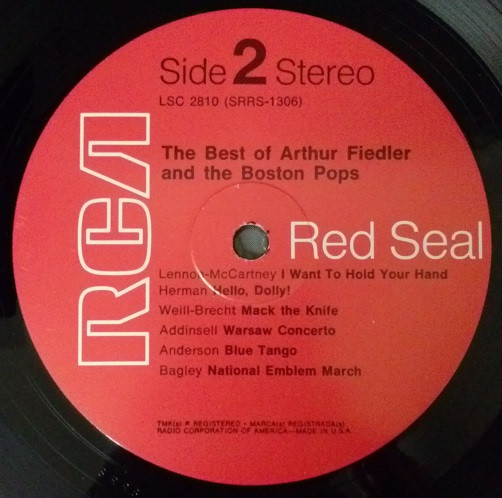 Side 2 Stereo
LSC 2810 (SRRS-1306)
The Best of Arthur Fiedler
and the Boston Pops
RCA
Red Seal
Lennon-McCartney I Want To Hold Your Hand
Herman Hello, Dolly!
Weill-Brecht Mack the Knife
Addinsell Warsaw Concerto
Anderson Blue Tango
Bagley National Emblem March
TMK(s) ® REGISTERED • MARCA(s) REGISTRADA(s)
RADIO CORPORATION OF AMERICA—MADE IN U.S.A.